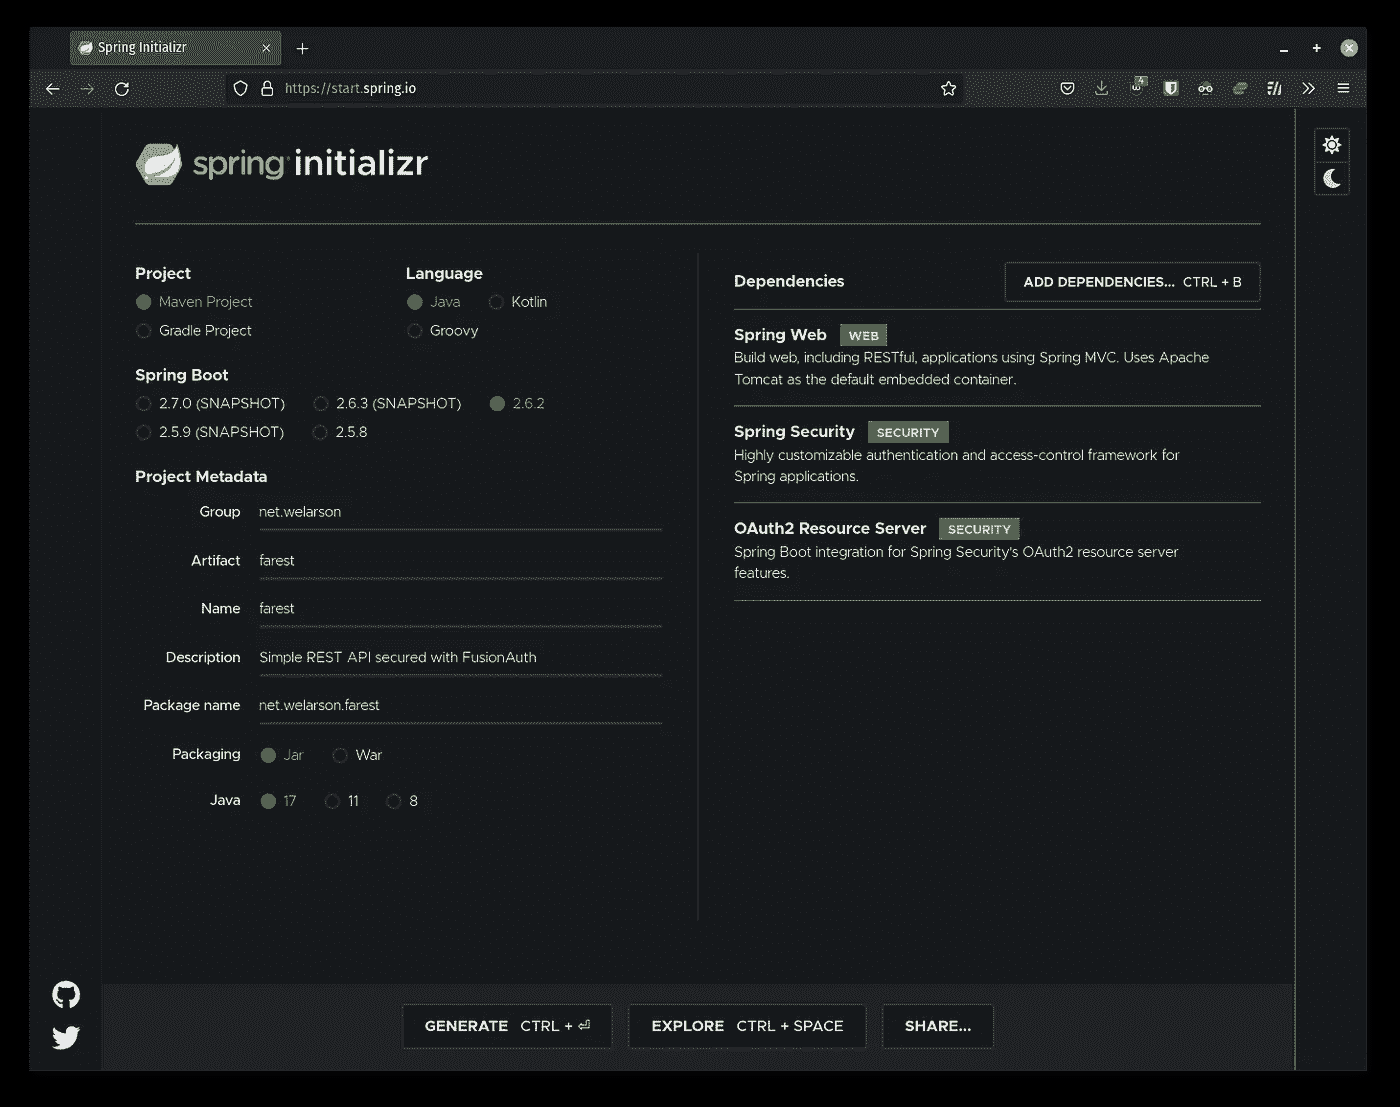 Spring Initializr
https://start.spring.io
4
spring initializr
Project
Maven Project
Gradle Project
Language
Java Kotlin
Groovy
Spring Boot
2.7.0 (SNAPSHOT) 2.6.3 (SNAPSHOT) 2.6.2
2.5.9 (SNAPSHOT) 2.5.8
Project Metadata
Group net.welarson
Artifact farest
Name farest
Description Simple REST API secured with FusionAuth
Package name net.welarson.farest
Packaging Jar War
Java 17 11 8
Dependencies ADD DEPENDENCIES... CTRL + B
Spring Web WEB
Build web, including RESTful, applications using Spring MVC. Uses Apache
Tomcat as the default embedded container.
Spring Security SECURITY
Highly customizable authentication and access-control framework for
Spring applications.
OAuth2 Resource Server SECURITY
Spring Boot integration for Spring Security's OAuth2 resource server
features.
GENERATE CTRL + ⏎ EXPLORE CTRL + SPACE SHARE...